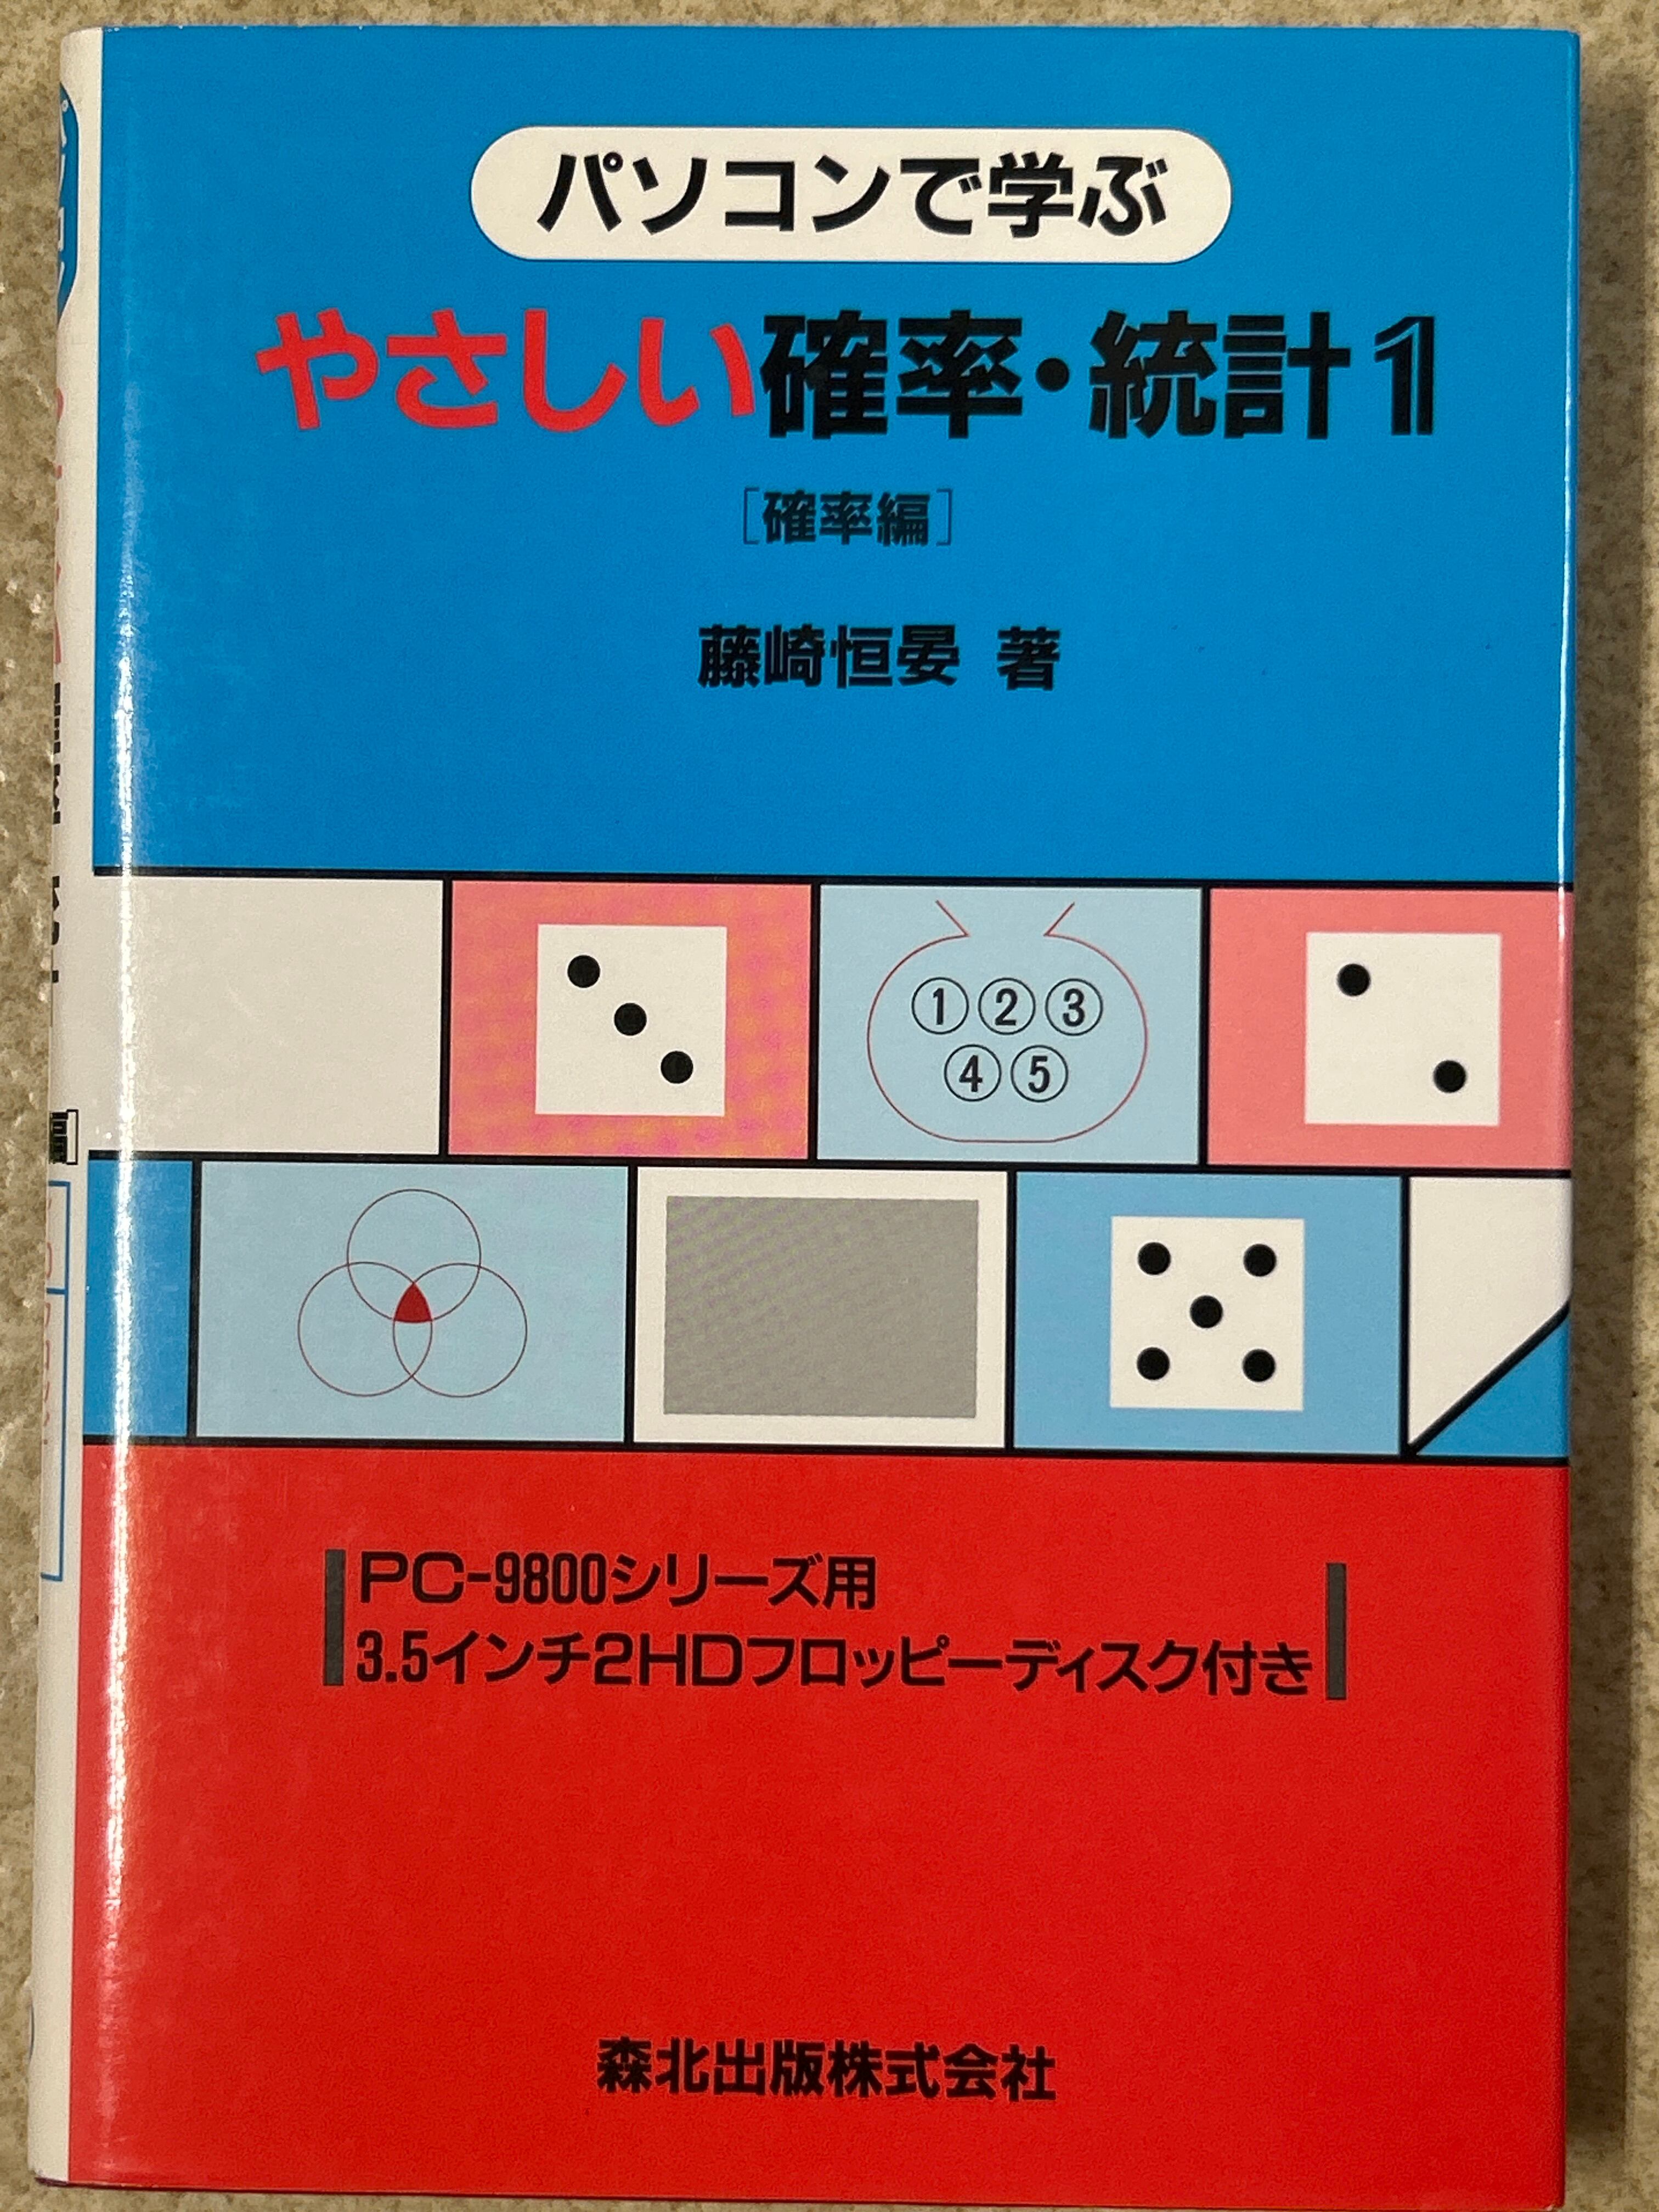 パソコンで学ぶ
やさしい確率・統計1
[確率編]
藤崎恒晏 著
①②③
④⑤
PC-9800シリーズ用
3.5インチ2HDフロッピーディスク付き
森北出版株式会社